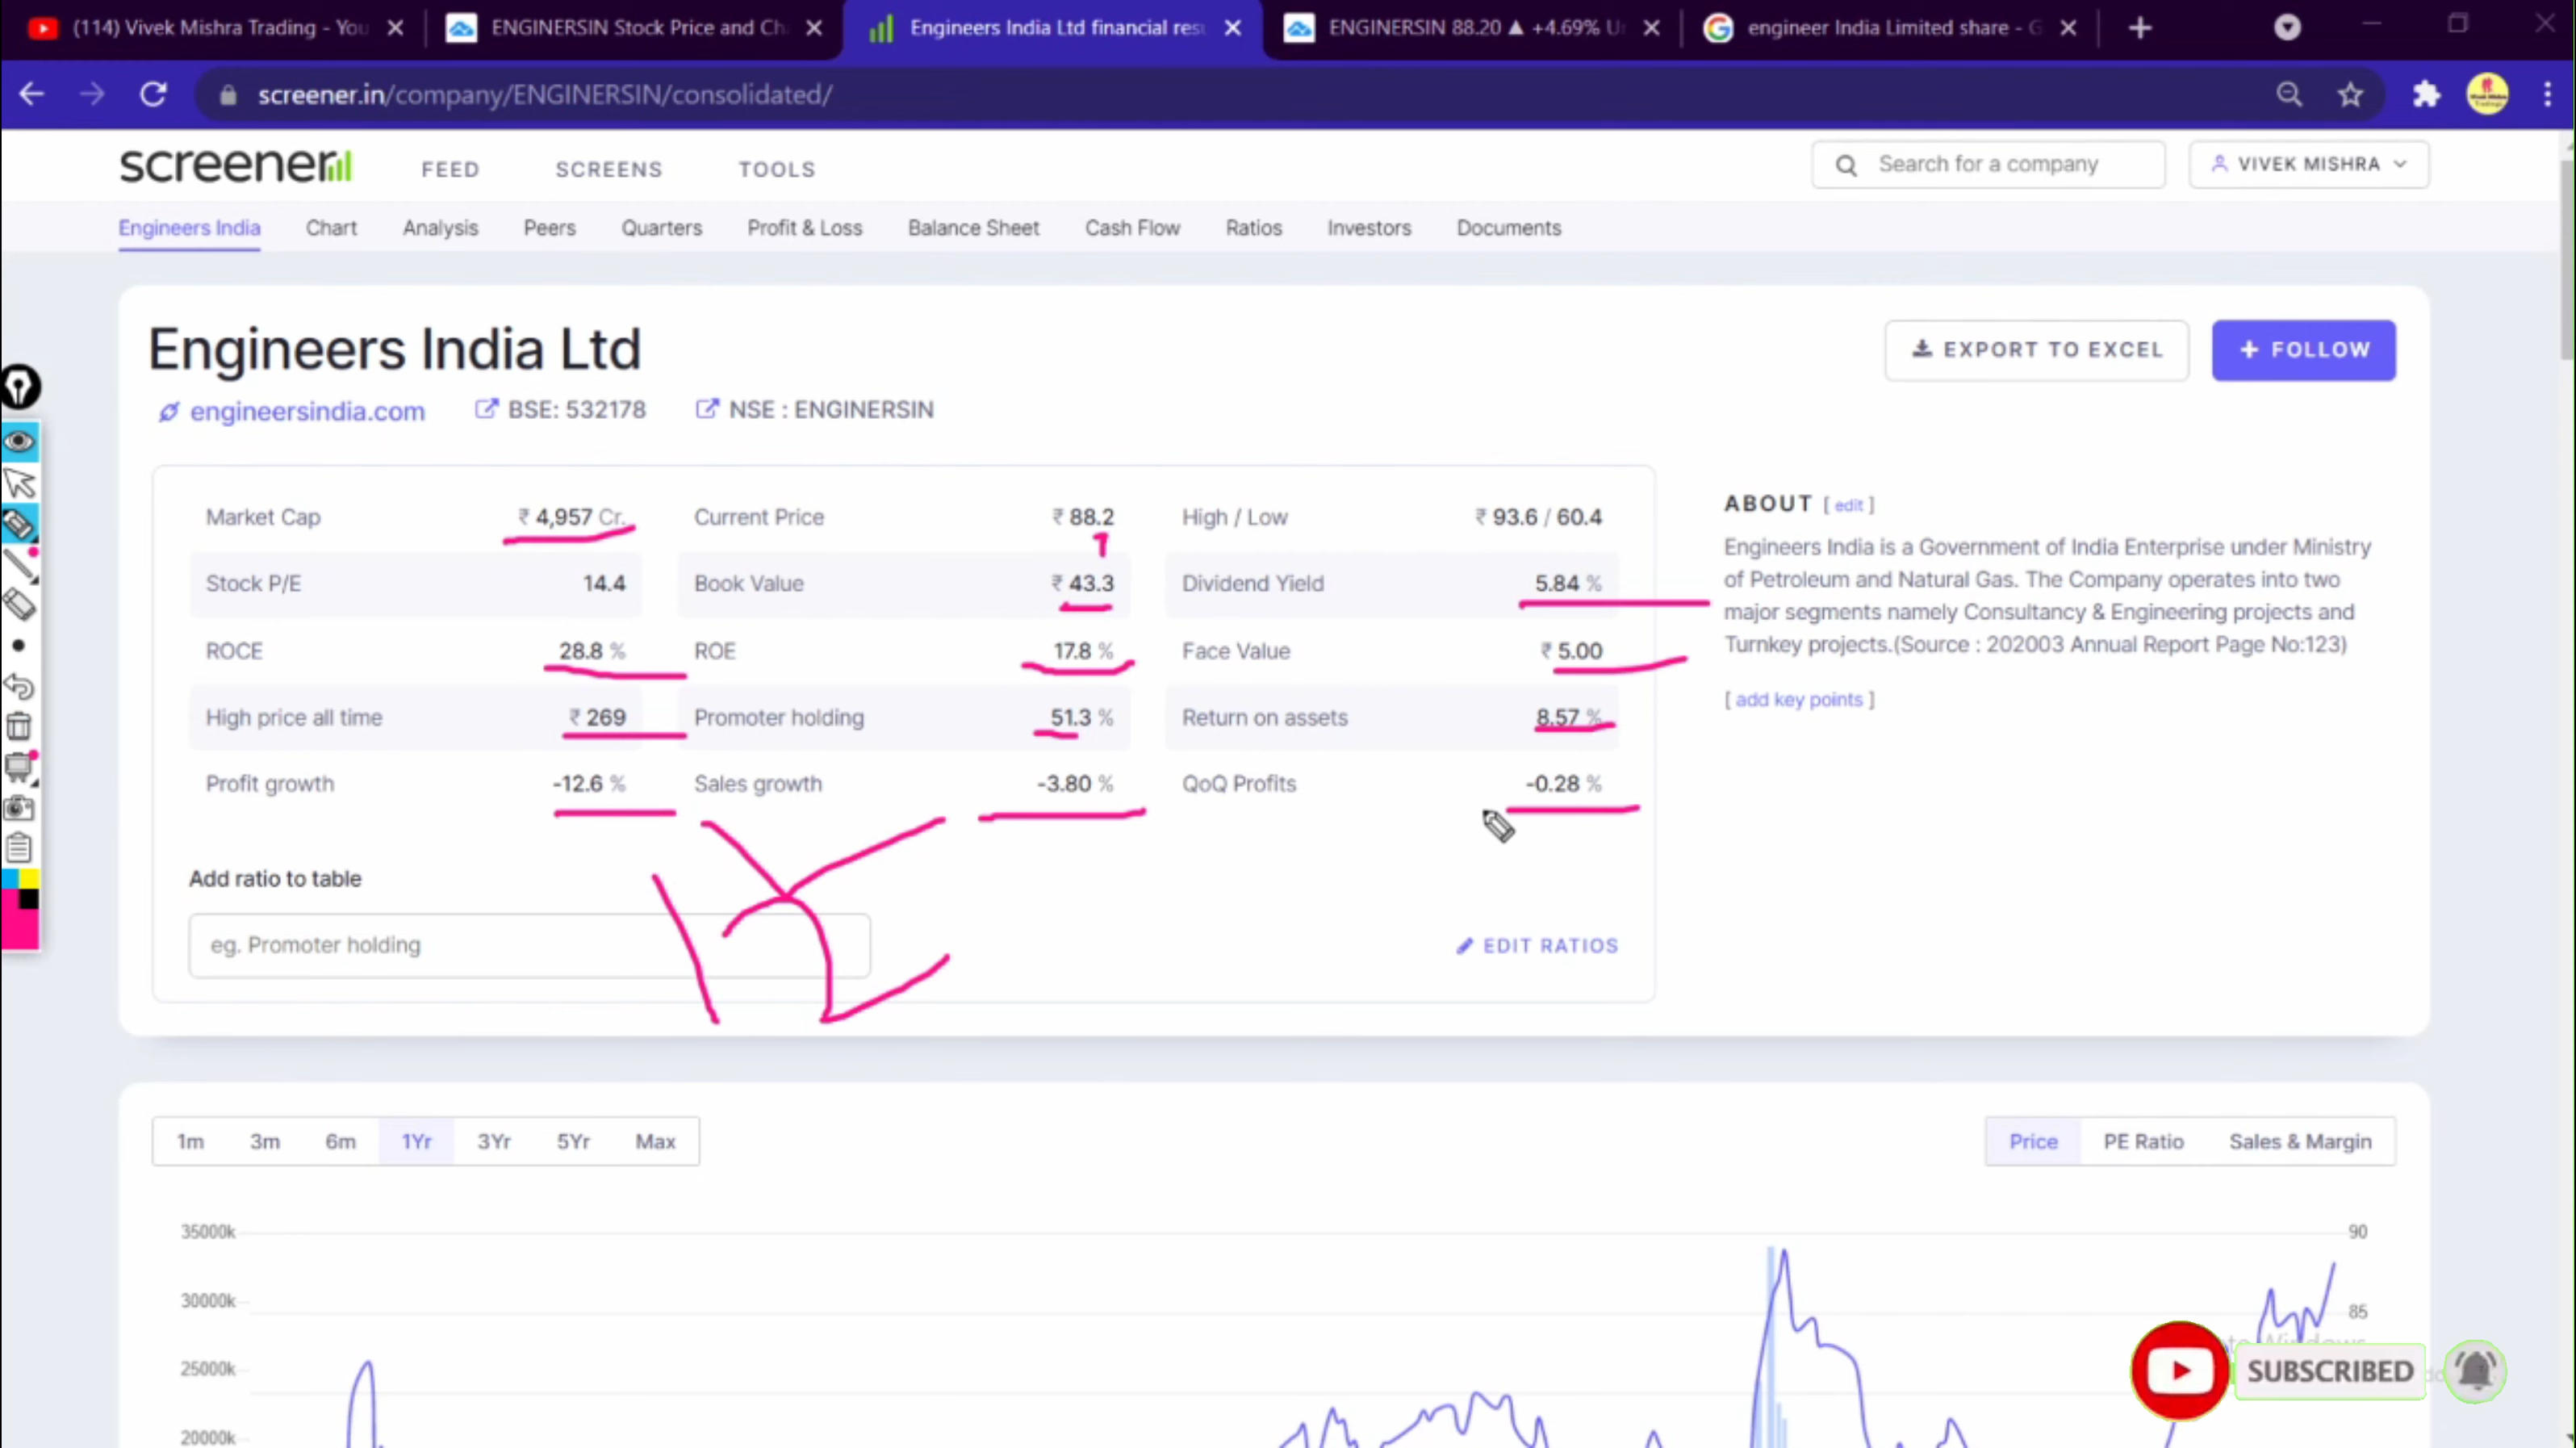 (114) Vivek Mishra Trading - You
ENGINERSIN Stock Price and Ch
Engineers India Ltd financial resu
ENGINERSIN 88.20 ▲ +4.69% U
engineer India Limited share - G
screener.in/company/ENGINERSIN/consolidated/
screener FEED SCREENS TOOLS Search for a company VIVEK MISHRA
Engineers India Chart Analysis Peers Quarters Profit & Loss Balance Sheet Cash Flow Ratios Investors Documents
Engineers India Ltd EXPORT TO EXCEL + FOLLOW
engineersindia.com BSE: 532178 NSE : ENGINERSIN
Market Cap ₹ 4,957 Cr. Current Price ₹ 88.2 High / Low ₹ 93.6 / 60.4
Stock P/E 14.4 Book Value ₹ 43.3 Dividend Yield 5.84 %
ROCE 28.8 % ROE 17.8 % Face Value ₹ 5.00
High price all time ₹ 269 Promoter holding 51.3 % Return on assets 8.57 %
Profit growth -12.6 % Sales growth -3.80 % QoQ Profits -0.28 %
Add ratio to table
eg. Promoter holding
EDIT RATIOS
ABOUT [ edit ]
Engineers India is a Government of India Enterprise under Ministry
of Petroleum and Natural Gas. The Company operates into two
major segments namely Consultancy & Engineering projects and
Turnkey projects.(Source : 202003 Annual Report Page No:123)
[ add key points ]
1m 3m 6m 1Yr 3Yr 5Yr Max
Price PE Ratio Sales & Margin
35000k 90
30000k 85
25000k
20000k
SUBSCRIBED